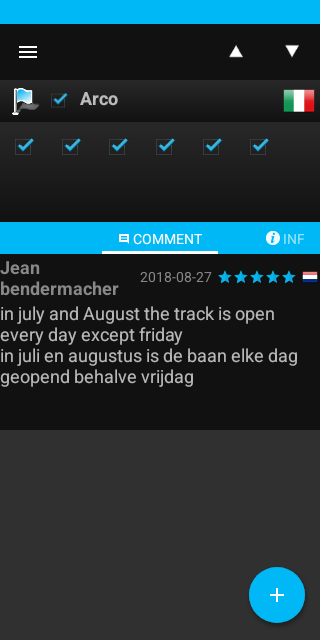 Arco
COMMENT
INF
Jean
bendermacher
2018-08-27
in july and August the track is open
every day except friday
in juli en augustus is de baan elke dag
geopend behalve vrijdag